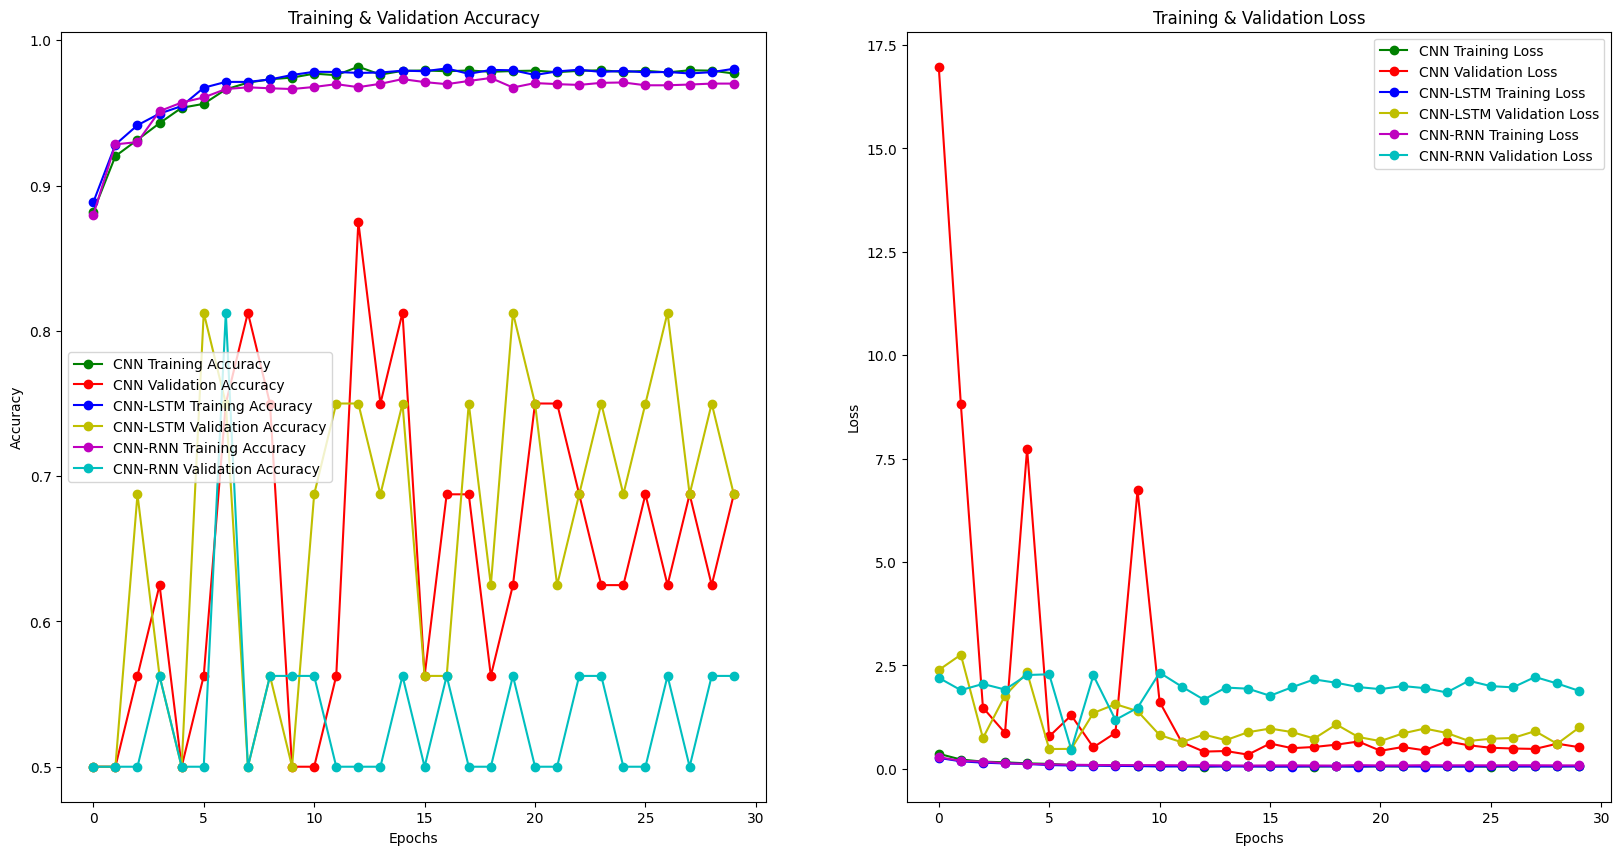 Training & Validation Accuracy
1.0
0.9
0.8
0.7
0.6
0.5
Accuracy
CNN Training Accuracy
CNN Validation Accuracy
CNN-LSTM Training Accuracy
CNN-LSTM Validation Accuracy
CNN-RNN Training Accuracy
CNN-RNN Validation Accuracy
0 5 10 15 20 25 30
Epochs
Training & Validation Loss
17.5
15.0
12.5
10.0
7.5
5.0
2.5
0.0
Loss
CNN Training Loss
CNN Validation Loss
CNN-LSTM Training Loss
CNN-LSTM Validation Loss
CNN-RNN Training Loss
CNN-RNN Validation Loss
0 5 10 15 20 25 30
Epochs